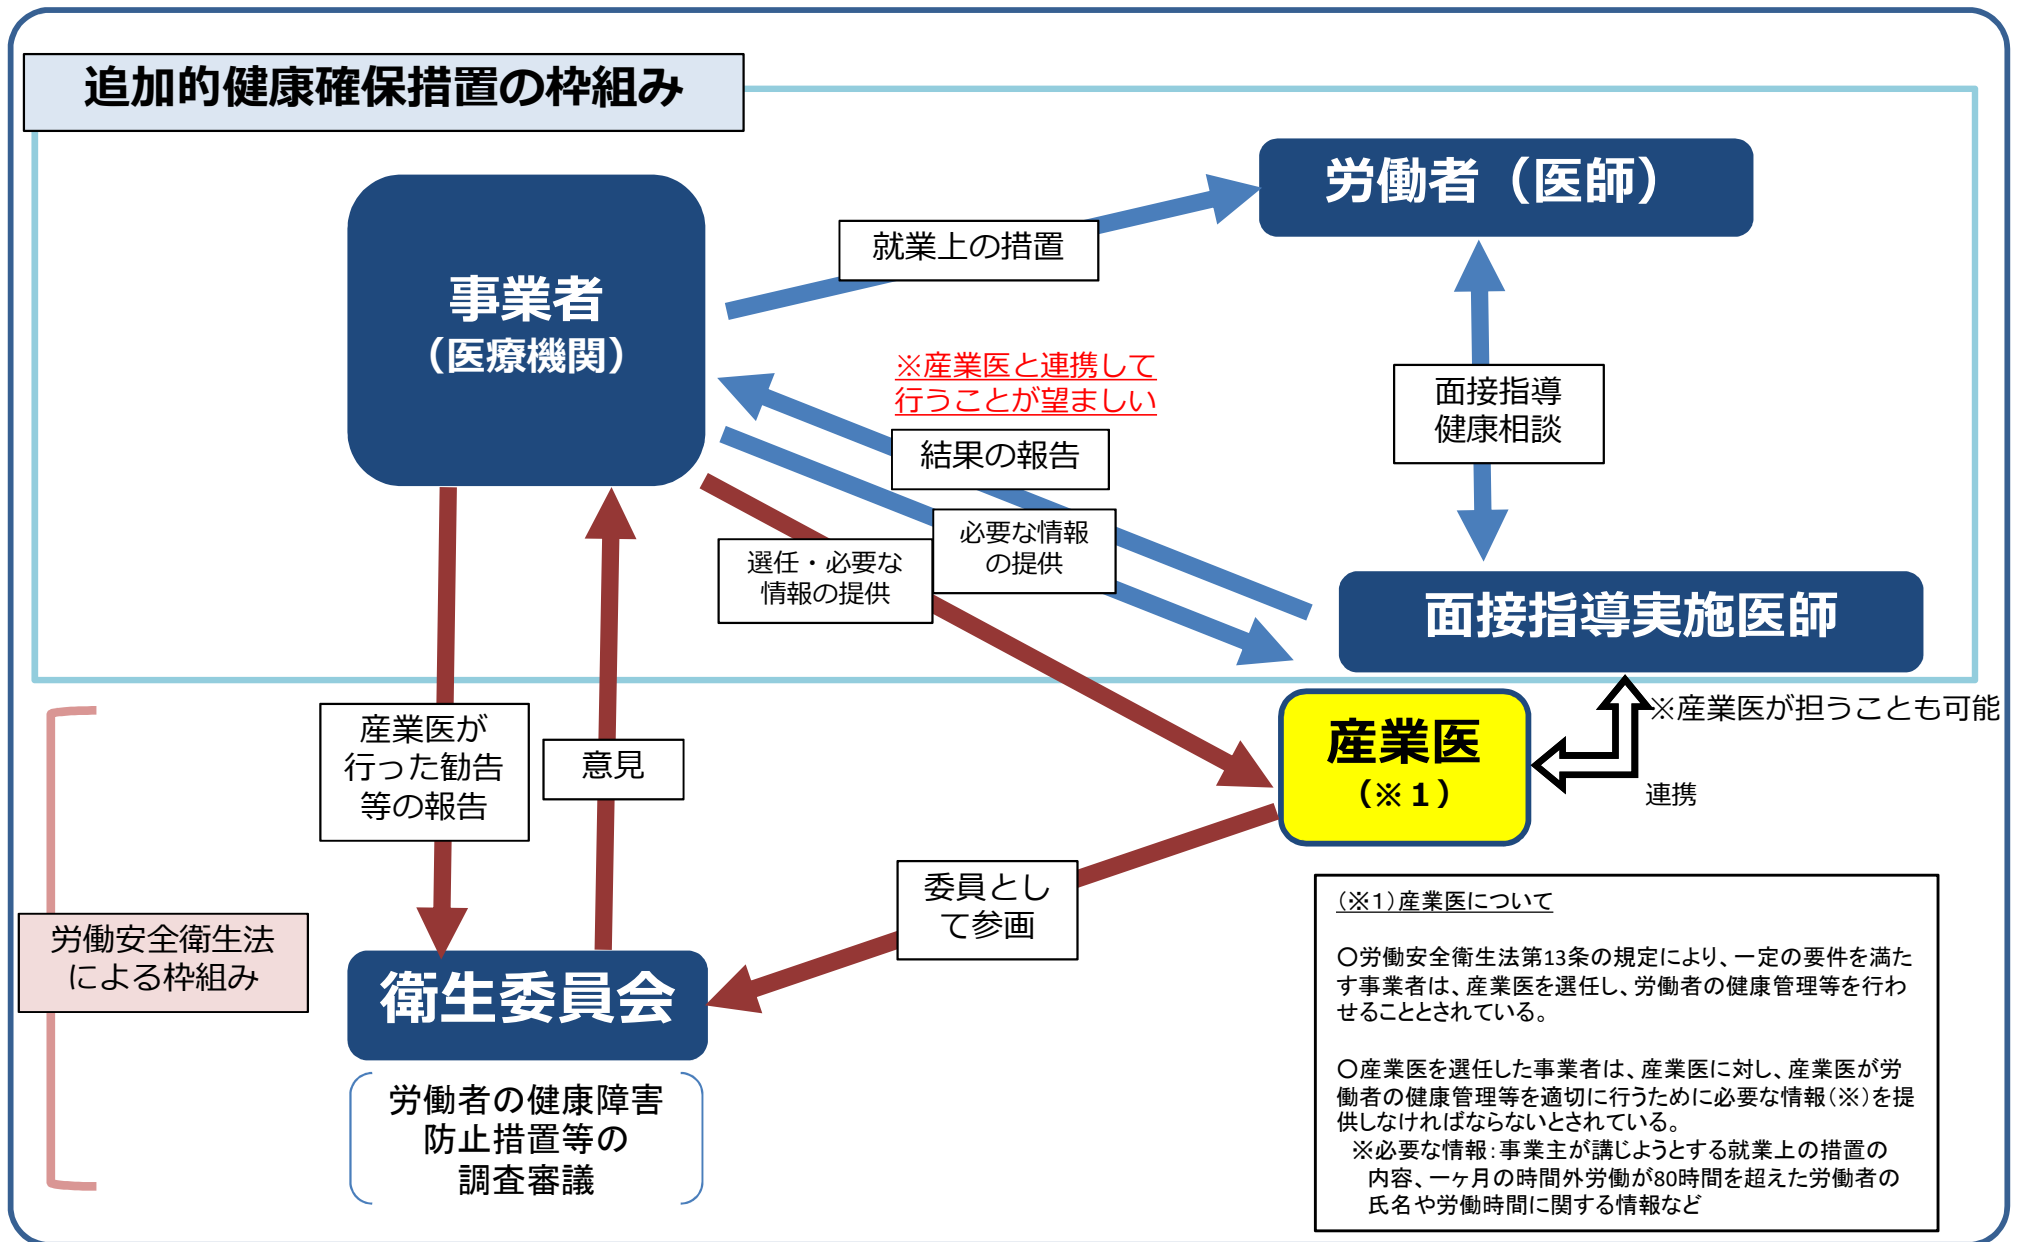 追加的健康確保措置の枠組み
労働者（医師）
事業者
（医療機関）
就業上の措置
※産業医と連携して
行うことが望ましい
結果の報告
面接指導
健康相談
必要な情報
の提供
選任・必要な
情報の提供
面接指導実施医師
※産業医が担うことも可能
産業医
（※１）
連携
産業医が
行った勧告
等の報告
意見
委員とし
て参画
労働安全衛生法
による枠組み
衛生委員会
労働者の健康障害
防止措置等の
調査審議
（※１）産業医について
○労働安全衛生法第13条の規定により、一定の要件を満た
す事業者は、産業医を選任し、労働者の健康管理等を行わ
せることとされている。
○産業医を選任した事業者は、産業医に対し、産業医が労
働者の健康管理等を適切に行うために必要な情報（※）を提
供しなければならないとされている。
※必要な情報：事業主が講じようとする就業上の措置の
内容、一ヶ月の時間外労働が80時間を超えた労働者の
氏名や労働時間に関する情報など